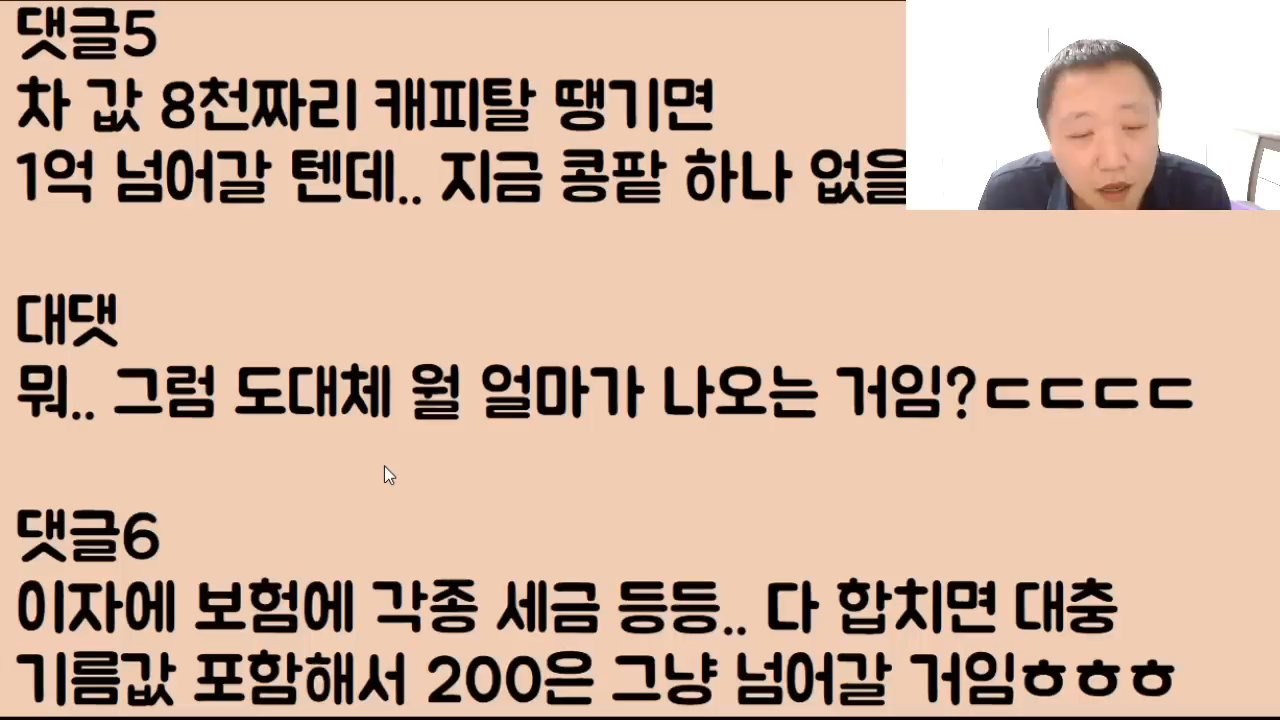 댓글5
차 값 8천짜리 캐피탈 땡기면
1억 넘어갈 텐데.. 지금 콩팥 하나 없을
대댓
뭐.. 그럼 도대체 월 얼마가 나오는 거임?ㄷㄷㄷㄷ
댓글6
이자에 보험에 각종 세금 등등.. 다 합치면 대충
기름값 포함해서 200은 그냥 넘어갈 거임ㅎㅎㅎ